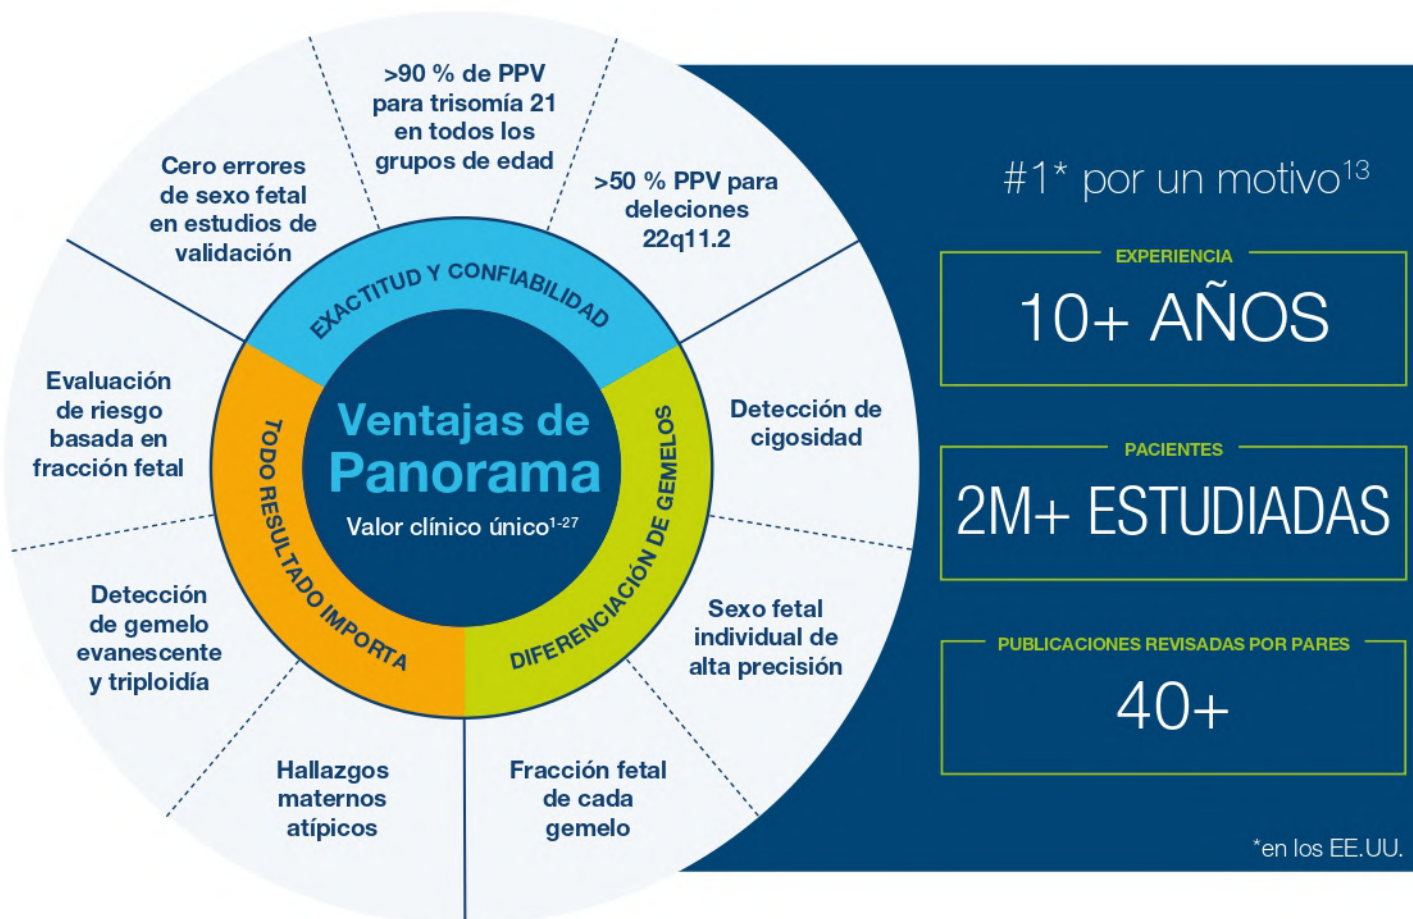 >90 % de PPV
para trisomía 21
en todos los
grupos de edad
>50 % PPV para
deleciones
22q11.2
Cero errores
de sexo fetal
en estudios de
validación
EXACTITUD Y CONFIABILIDAD
Evaluación
de riesgo
basada en
fracción fetal
Detección
de gemelo
evanescente
y triploidía
Hallazgos
maternos
atípicos
TODO RESULTADO IMPORTA
Ventajas de
Panorama
Valor clínico único1-27
DIFERENCIACIÓN DE GEMELOS
Detección de
cigosidad
Sexo fetal
individual de
alta precisión
Fracción fetal
de cada
gemelo
#1* por un motivo13
EXPERIENCIA
10+ AÑOS
PACIENTES
2M+ ESTUDIADAS
PUBLICACIONES REVISADAS POR PARES
40+
*en los EE.UU.